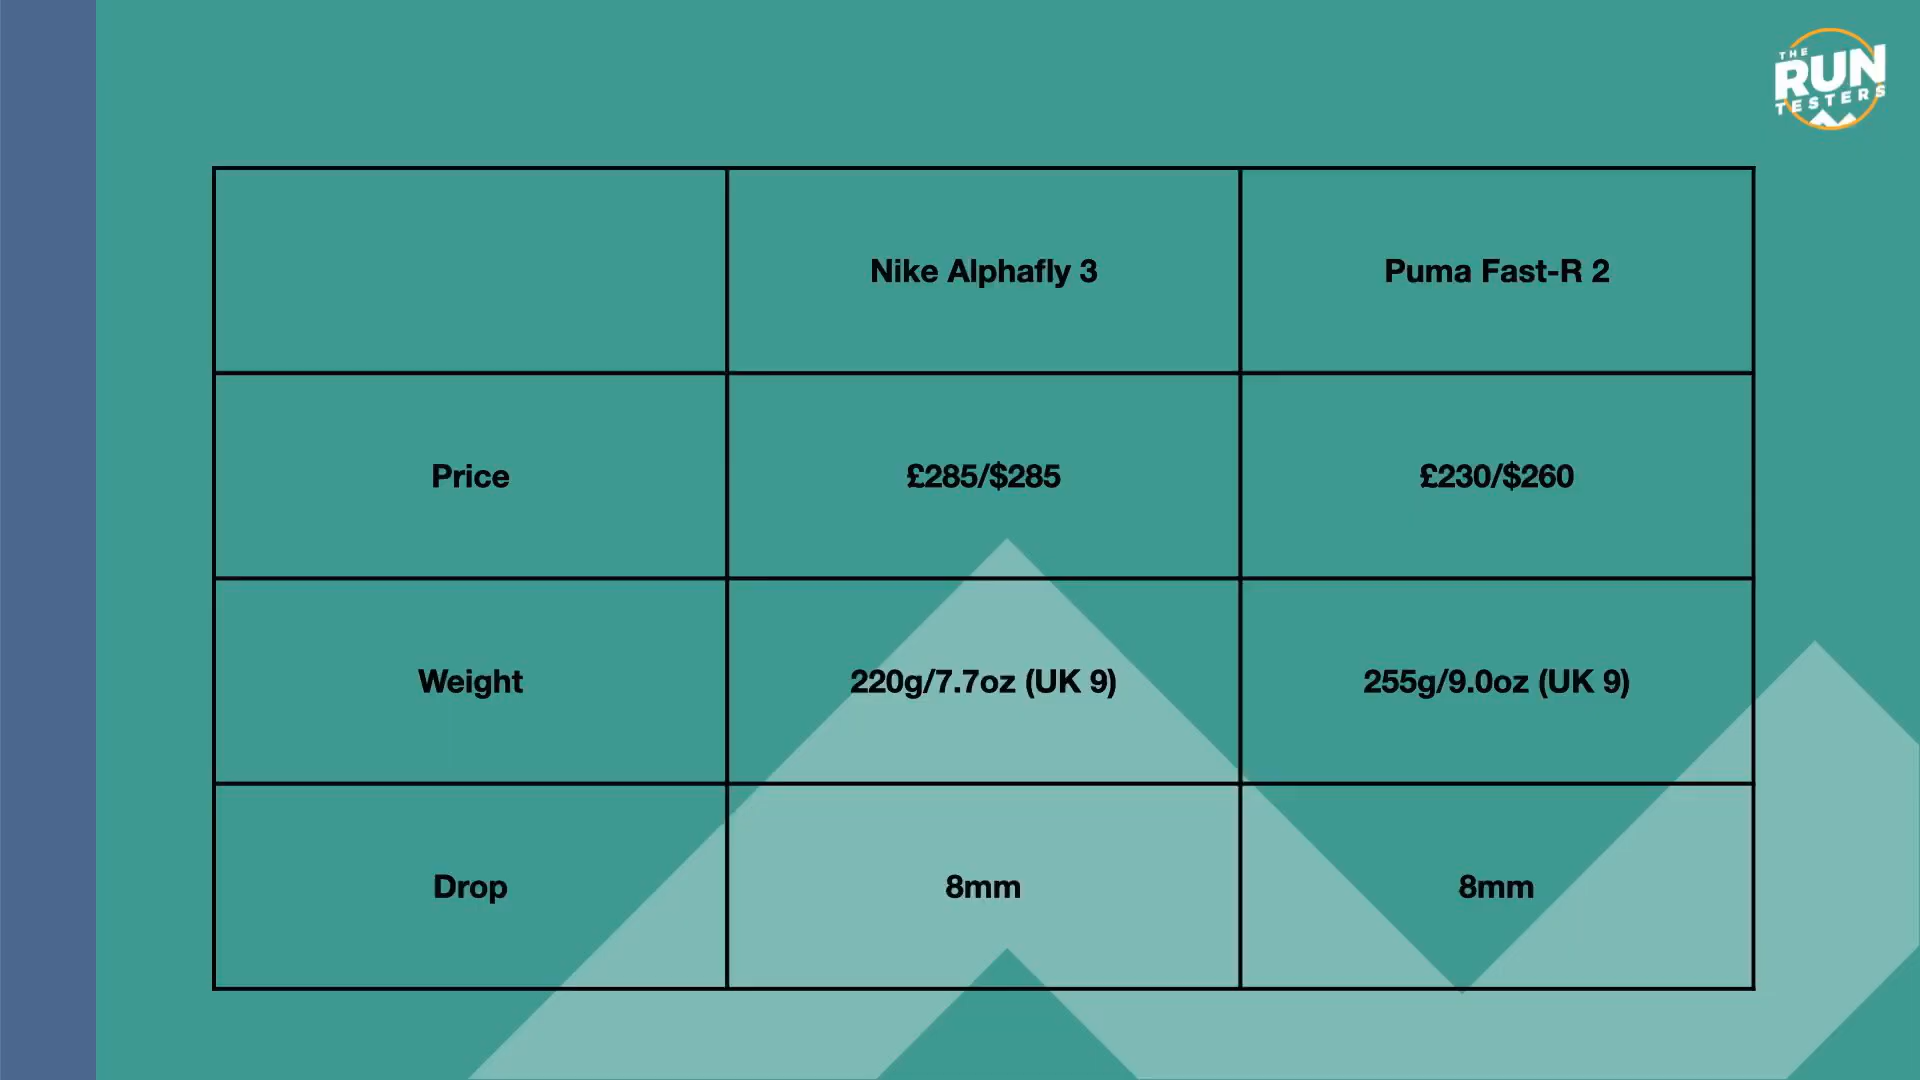 THE
RUN
TESTERS
Nike Alphafly 3
Puma Fast-R 2
Price
£285/$285
£230/$260
Weight
220g/7.7oz (UK 9)
255g/9.0oz (UK 9)
Drop
8mm
8mm